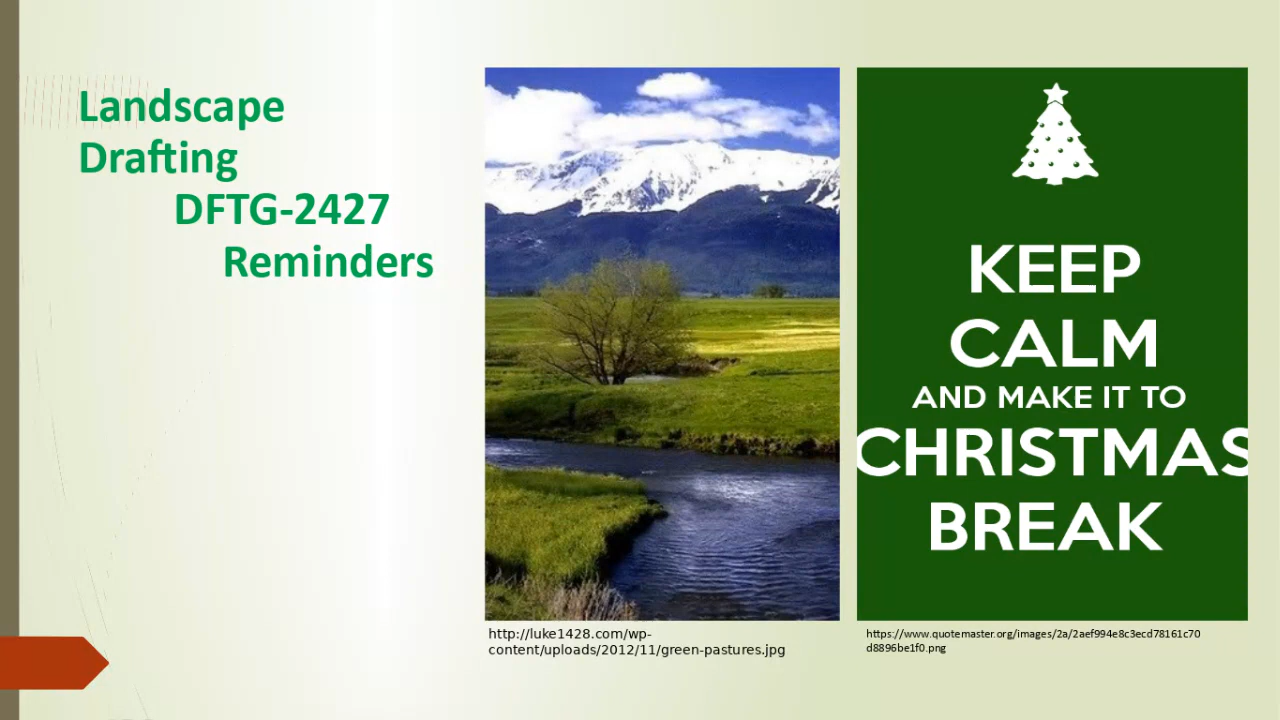 Landscape
Drafting
DFTG-2427
Reminders
KEEP
CALM
AND MAKE IT TO
CHRISTMAS
BREAK
http://luke1428.com/wp-
content/uploads/2012/11/green-pastures.jpg
https://www.quotemaster.org/images/2a/2aef994e8c3ecd78161c70
d8896be1f0.png